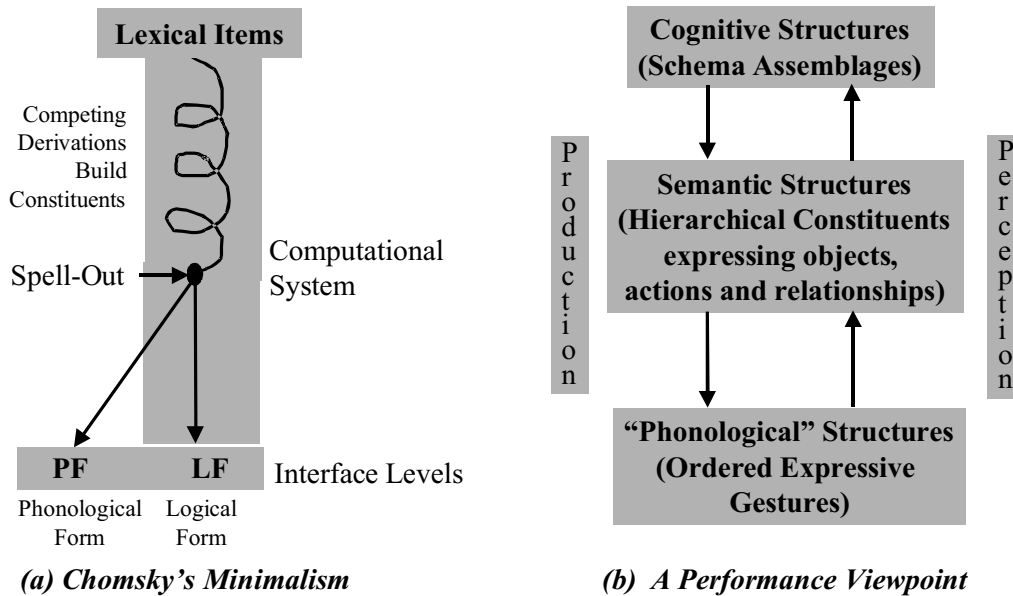 Lexical Items
Competing
Derivations
Build
Constituents
Spell-Out
Computational
System
PF
LF
Interface Levels
Phonological
Form
Logical
Form
(a) Chomsky's Minimalism
Cognitive Structures
(Schema Assemblages)
Production
Perception
Semantic Structures
(Hierarchical Constituents
expressing objects,
actions and relationships)
“Phonological” Structures
(Ordered Expressive
Gestures)
(b) A Performance Viewpoint